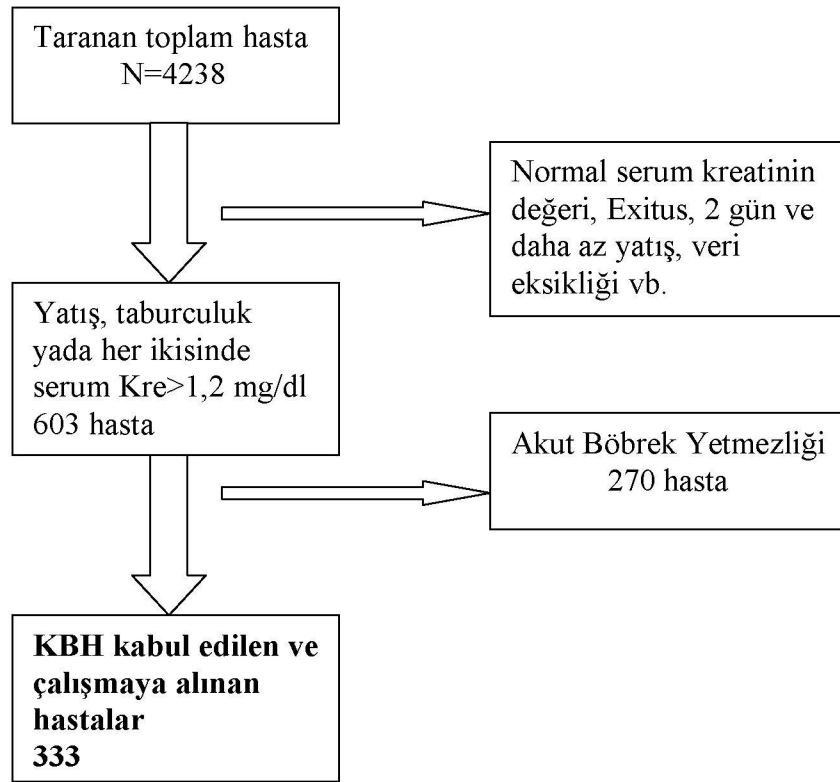 Taranan toplam hasta
N=4238
Normal serum kreatinin
değeri, Exitus, 2 gün ve
daha az yatış, veri
eksikliği vb.
Yatış, taburculuk
yada her ikisinde
serum Kre>1,2 mg/dl
603 hasta
Akut Böbrek Yetmezliği
270 hasta
KBH kabul edilen ve
çalışmaya alınan
hastalar
333